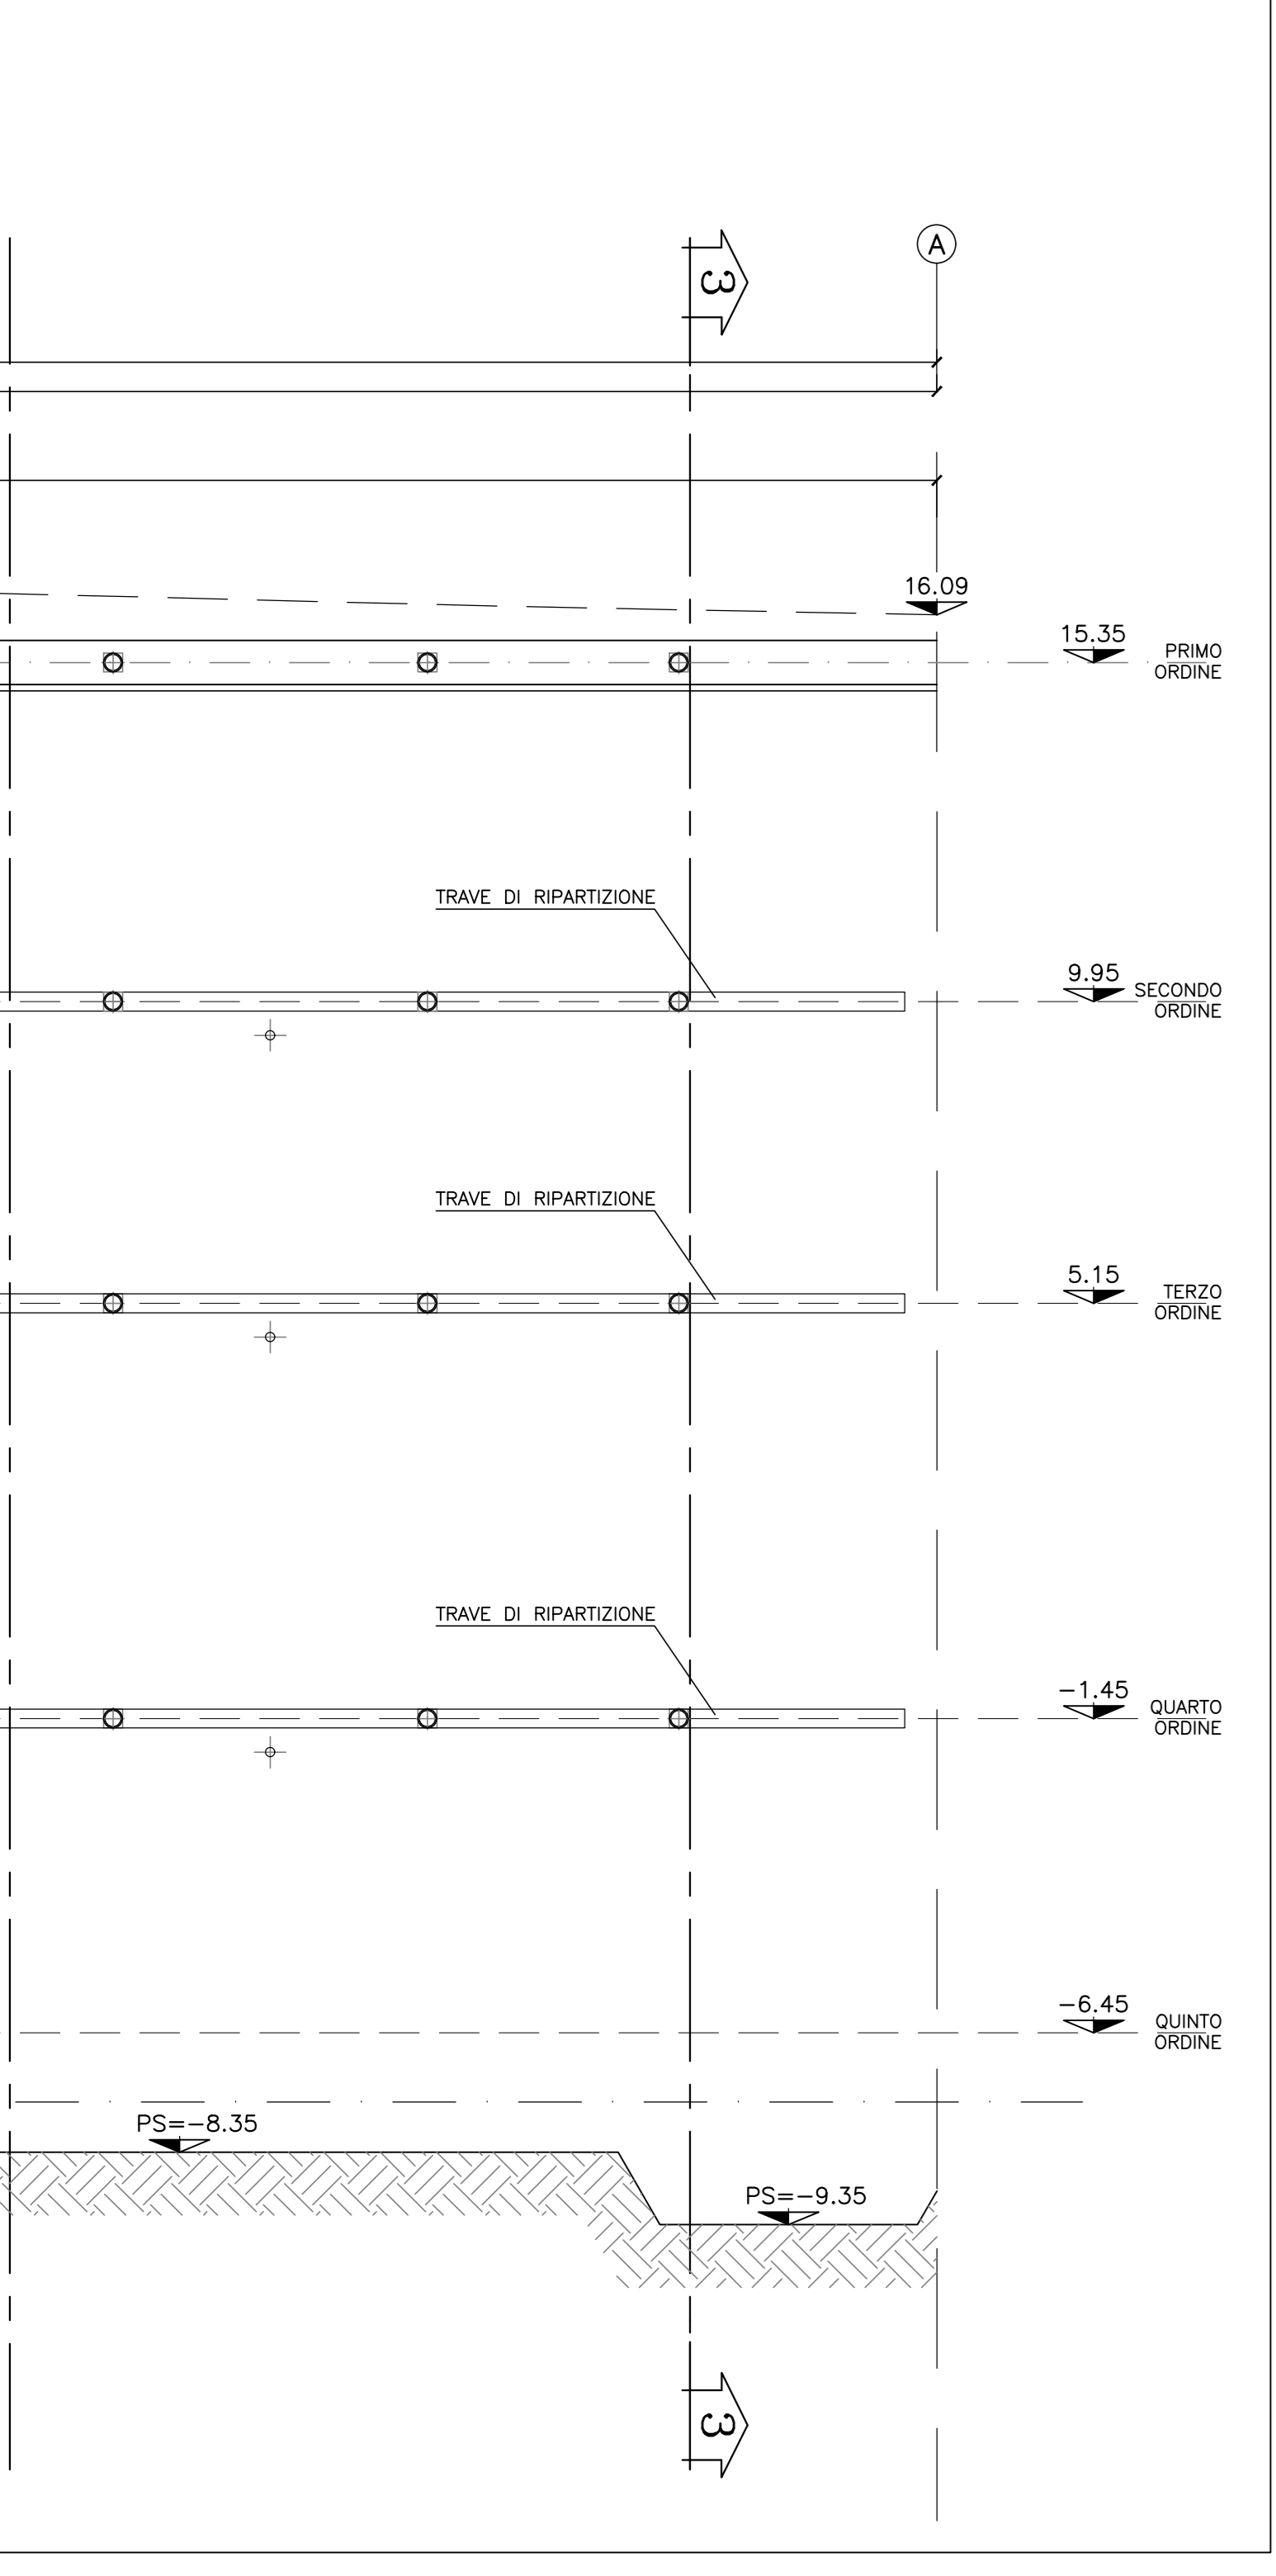 A
3
16.09
15.35
PRIMO
ORDINE
TRAVE DI RIPARTIZIONE
9.95
SECONDO
ORDINE
TRAVE DI RIPARTIZIONE
5.15
TERZO
ORDINE
TRAVE DI RIPARTIZIONE
-1.45
QUARTO
ORDINE
-6.45
QUINTO
ORDINE
PS=-8.35
PS=-9.35
3